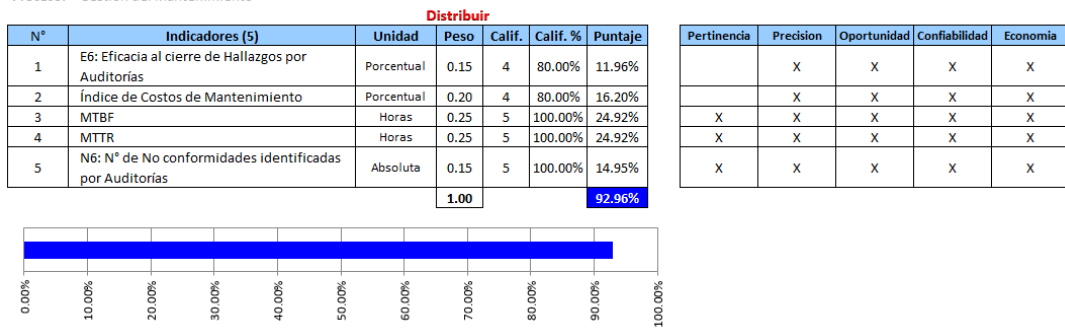 Distribuir
N° Indicadores (5) Unidad Peso Calif. Calif. % Puntaje Pertinencia Precision Oportunidad Confiabilidad Economia
1 E6: Eficacia al cierre de Hallazgos por Porcentual 0.15 4 80.00% 11.96% X X X X
Auditorías
2 Índice de Costos de Mantenimiento Porcentual 0.20 4 80.00% 16.20% X X X X
3 MTBF Horas 0.25 5 100.00% 24.92% X X X X X
4 MTTR Horas 0.25 5 100.00% 24.92% X X X X X
5 N6: N° de No conformidades identificadas Absoluta 0.15 5 100.00% 14.95% X X X X X
por Auditorías
1.00 92.96%
0.00% 10.00% 20.00% 30.00% 40.00% 50.00% 60.00% 70.00% 80.00% 90.00% 100.00%